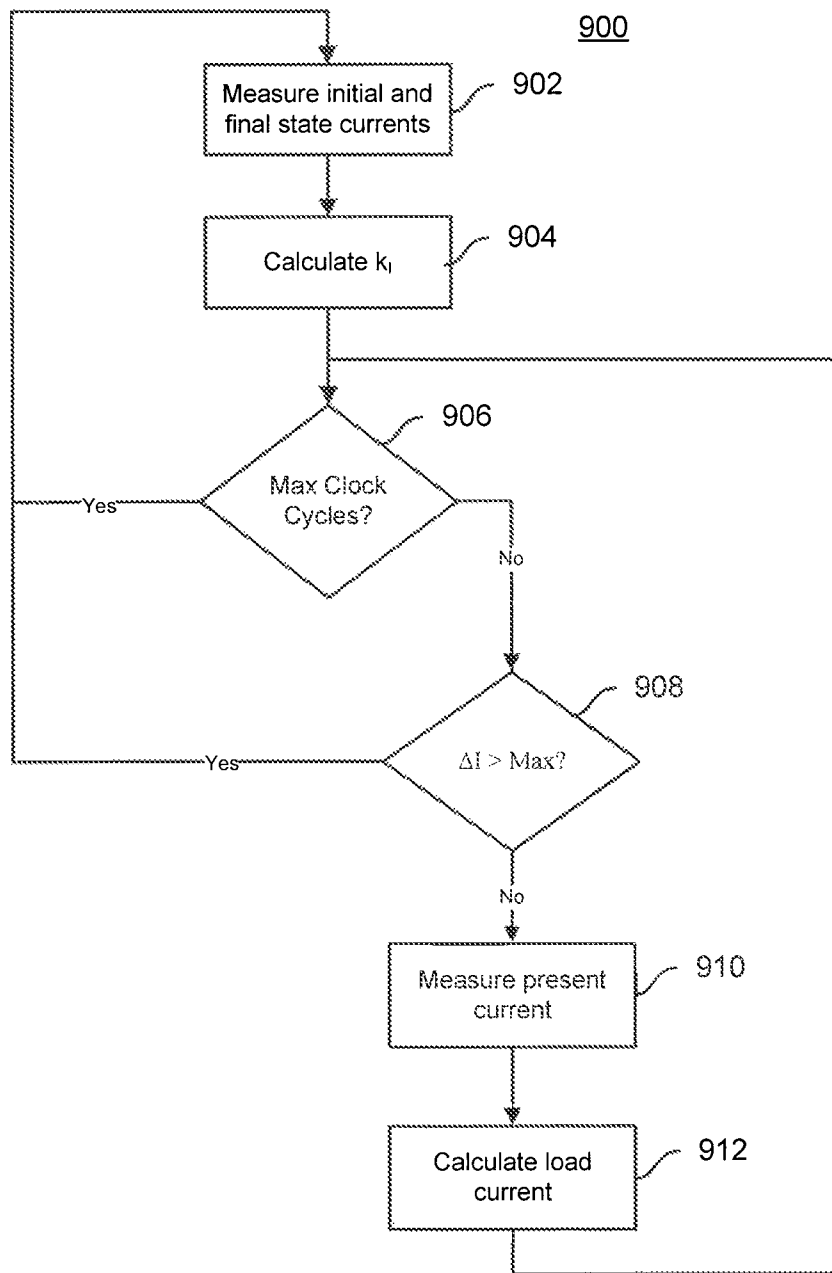 900
Measure initial and
final state currents
902
Calculate kI
904
906
Max Clock
Cycles?
Yes
No
908
ΔI > Max?
Yes
No
Measure present
current
910
Calculate load
current
912